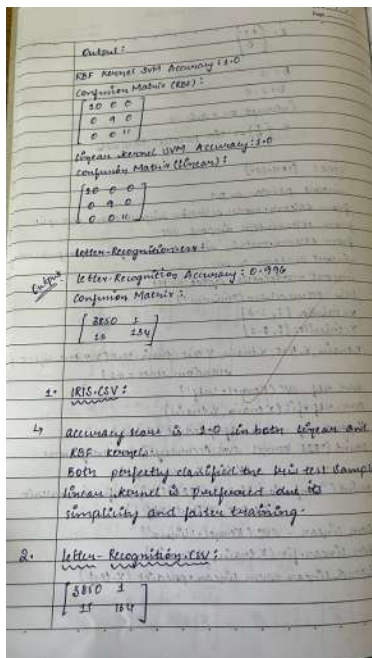 Output:
RBF Kernel SVM Accuracy: 1.0
Confusion Matrix (RBF):
10 0 0
0 9 0
0 0 11
Linear kernel SVM Accuracy: 1.0
Confusion Matrix (linear):
10 0 0
0 9 0
0 0 11
letter-Recognition.csv:
Output
letter-Recognition Accuracy: 0.996
Confusion Matrix:
3850 1
15 134
1. IRIS.CSV:
↳ accuracy score is 1.0 in both linear and
RBF kernels.
Both perfectly classified the iris test
linear kernel is preferred due its
simplicity and faster training.
2. letter-Recognition.csv:
3850 1
15 134